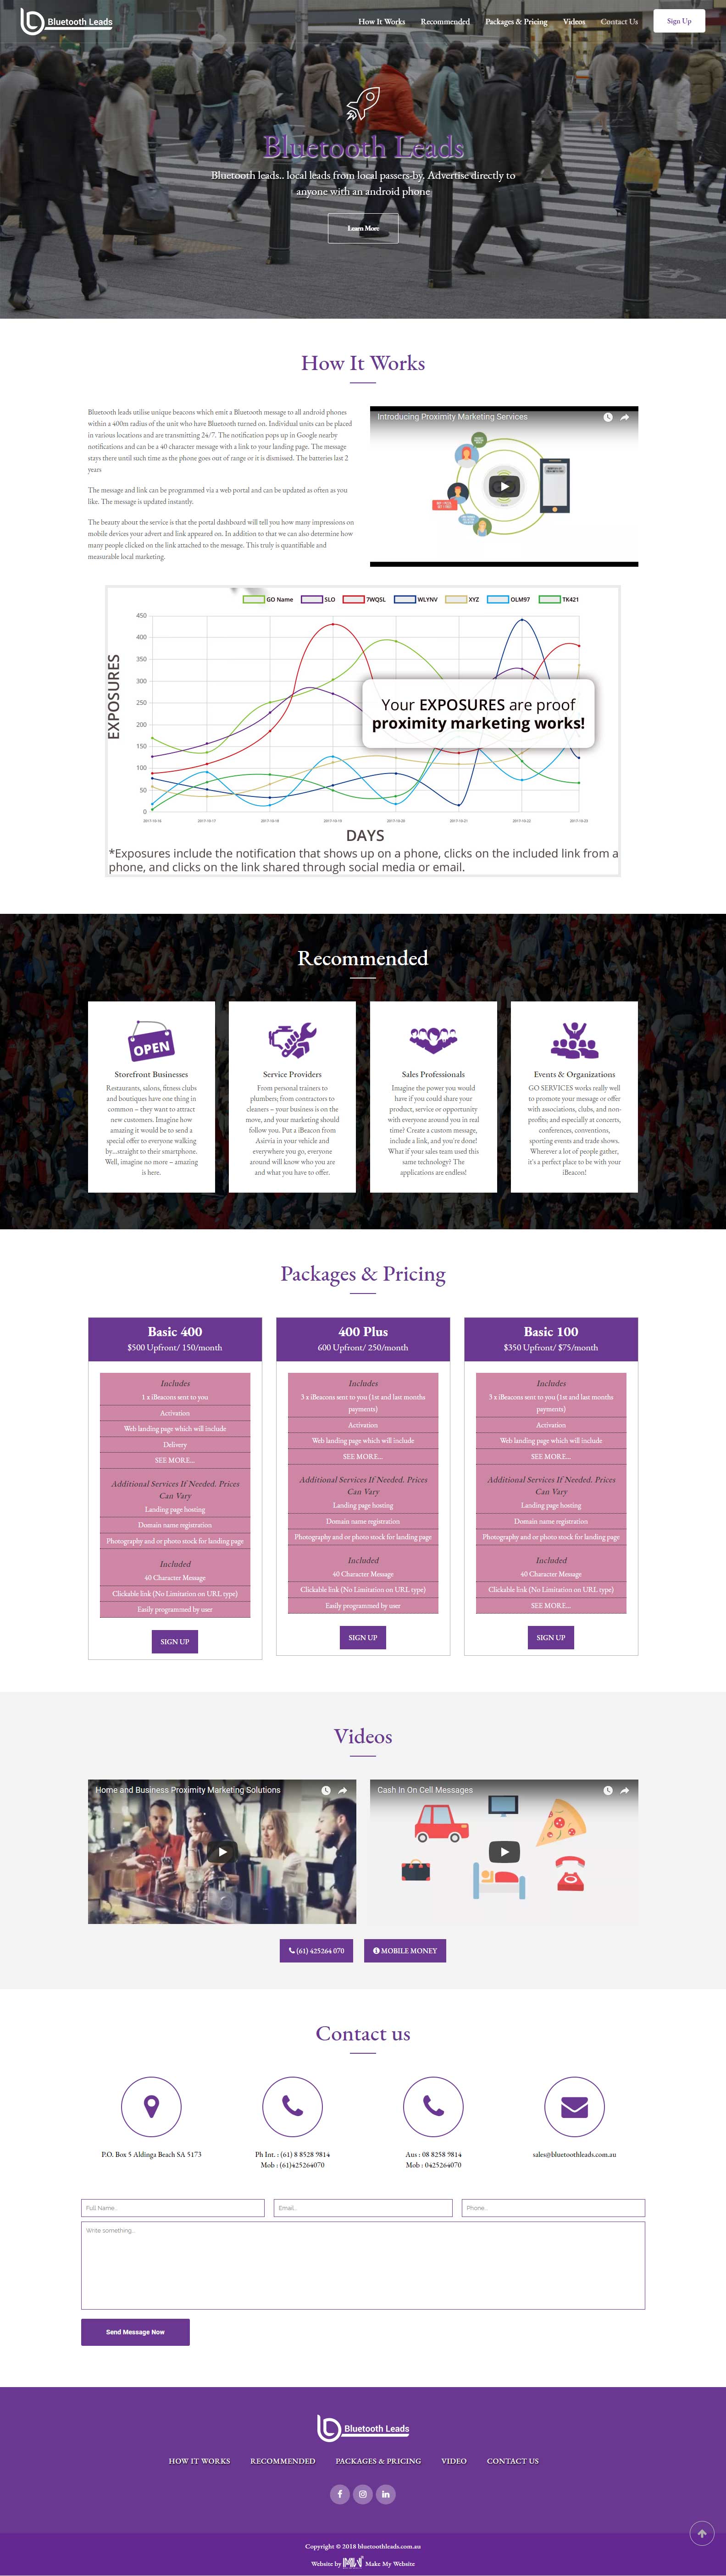 Bluetooth Leads
How It Works Recommended Packages & Pricing Videos Contact Us Sign Up
Bluetooth Leads
Bluetooth leads.. local leads from local passers-by. Advertise directly to
anyone with an android phone
Learn More
How It Works
Bluetooth leads utilise unique beacons which emit a Bluetooth message to all android phones
within a 400m radius of the unit who have Bluetooth turned on. Individual units can be placed
in various locations and are transmitting 24/7. The notification pops up in Google nearby
notifications and can be a 40 character message with a link to your landing page. The message
stays there until such time as the phone goes out of range or it is dismissed. The batteries last 2
years
The message and link can be programmed via a web portal and can be updated as often as you
like. The message is updated instantly.
The beauty about the service is that the portal dashboard will tell you how many impressions on
mobile devices your advert and link appeared on. In addition to that we can also determine how
many people clicked on the link attached to the message. This truly is quantifiable and
measurable local marketing.
Introducing Proximity Marketing Services
GO Name SLO 7WQSL WLYNV XYZ OLM97 TK421
EXPOSURES
450
400
350
300
250
200
150
100
50
0
Your EXPOSURES are proof
proximity marketing works!
2017-10-16 2017-10-17 2017-10-18 2017-10-19 2017-10-20 2017-10-21 2017-10-22 2017-10-23
DAYS
*Exposures include the notification that shows up on a phone, clicks on the included link from a
phone, and clicks on the link shared through social media or email.
Recommended
OPEN
Storefront Businesses
Restaurants, salons, fitness clubs
and boutiques have one thing in
common – they want to attract
new customers. Imagine how
amazing it would be to send a
special offer to everyone walking
by...straight to their smartphone.
Well, imagine no more – amazing
is here.
Service Providers
From personal trainers to
plumbers; from contractors to
cleaners – your business is on the
move, and your marketing should
follow you. Put a iBeacon from
Asirvia in your vehicle and
everywhere you go, everyone
around will know who you are
and what you have to offer.
Sales Professionals
Imagine the power you would
have if you could share your
product, service or opportunity
with everyone around you in real
time? Create a custom message,
include a link, and you're done!
What if your sales team used this
same technology? The
applications are endless!
Events & Organizations
GO SERVICES works really well
to promote your message or offer
with associations, clubs, and non-
profits; and especially at concerts,
conferences, conventions,
sporting events and trade shows.
Wherever a lot of people gather,
it's a perfect place to be with your
iBeacon!
Packages & Pricing
Basic 400
$500 Upfront/ 150/month
Includes
1 x iBeacons sent to you
Activation
Web landing page which will include
Delivery
SEE MORE...
Additional Services If Needed. Prices
Can Vary
Landing page hosting
Domain name registration
Photography and or photo stock for landing page
Included
40 Character Message
Clickable link (No Limitation on URL type)
Easily programmed by user
SIGN UP
400 Plus
600 Upfront/ 250/month
Includes
3 x iBeacons sent to you (1st and last months
payments)
Activation
Web landing page which will include
SEE MORE...
Additional Services If Needed. Prices
Can Vary
Landing page hosting
Domain name registration
Photography and or photo stock for landing page
Included
40 Character Message
Clickable link (No Limitation on URL type)
Easily programmed by user
SIGN UP
Basic 100
$350 Upfront/ $75/month
Includes
3 x iBeacons sent to you (1st and last months
payments)
Activation
Web landing page which will include
SEE MORE...
Additional Services If Needed. Prices
Can Vary
Landing page hosting
Domain name registration
Photography and or photo stock for landing page
Included
40 Character Message
Clickable link (No Limitation on URL type)
SEE MORE...
SIGN UP
Videos
Home and Business Proximity Marketing Solutions
Cash In On Cell Messages
(61) 425264 070
MOBILE MONEY
Contact us
P.O. Box 5 Aldinga Beach SA 5173
Ph Int. : (61) 8 8528 9814
Mob : (61)425264070
Aus : 08 8258 9814
Mob : 0425264070
sales@bluetoothleads.com.au
Full Name...
Email...
Phone...
Write something...
Send Message Now
Bluetooth Leads
HOW IT WORKS RECOMMENDED PACKAGES & PRICING VIDEO CONTACT US
Copyright © 2018 bluetoothleads.com.au
Website by MW Make My Website